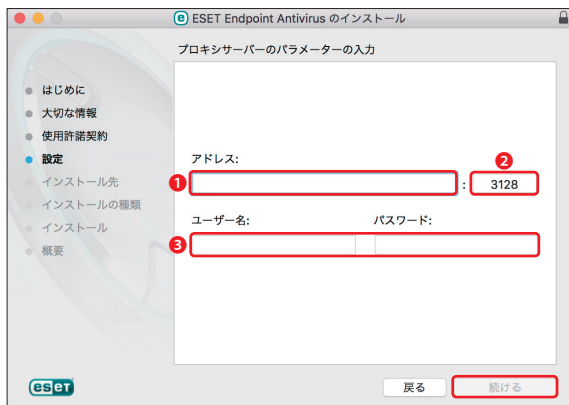 ESET Endpoint Antivirus のインストール
プロキシサーバーのパラメーターの入力
はじめに
大切な情報
使用許諾契約
設定
インストール先
インストールの種類
インストール
概要
アドレス:
❶ : ❷ 3128
ユーザー名: パスワード:
❸
eset
戻る 続ける